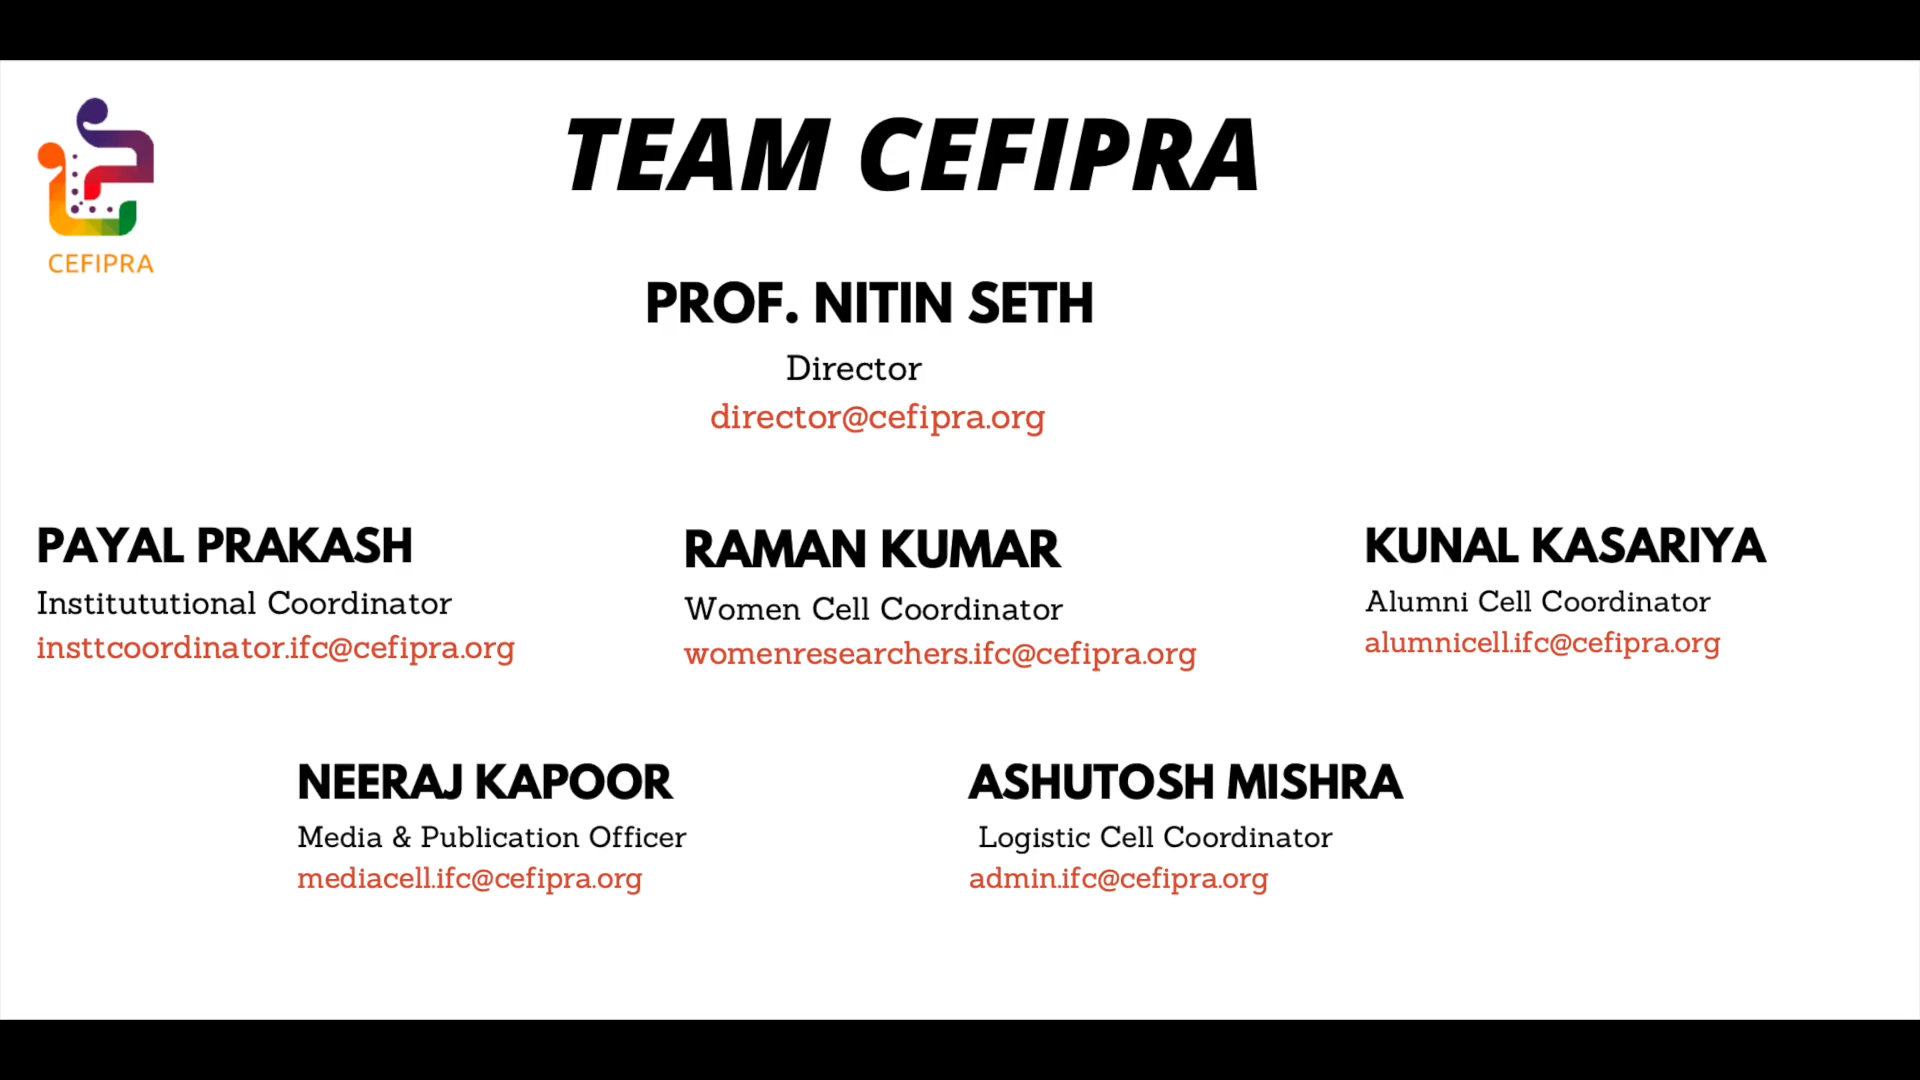 CEFIPRA
TEAM CEFIPRA
PROF. NITIN SETH
Director
director@cefipra.org
PAYAL PRAKASH
Institututional Coordinator
insttcoordinator.ifc@cefipra.org
RAMAN KUMAR
Women Cell Coordinator
womenresearchers.ifc@cefipra.org
KUNAL KASARIYA
Alumni Cell Coordinator
alumnicell.ifc@cefipra.org
NEERAJ KAPOOR
Media & Publication Officer
mediacell.ifc@cefipra.org
ASHUTOSH MISHRA
Logistic Cell Coordinator
admin.ifc@cefipra.org